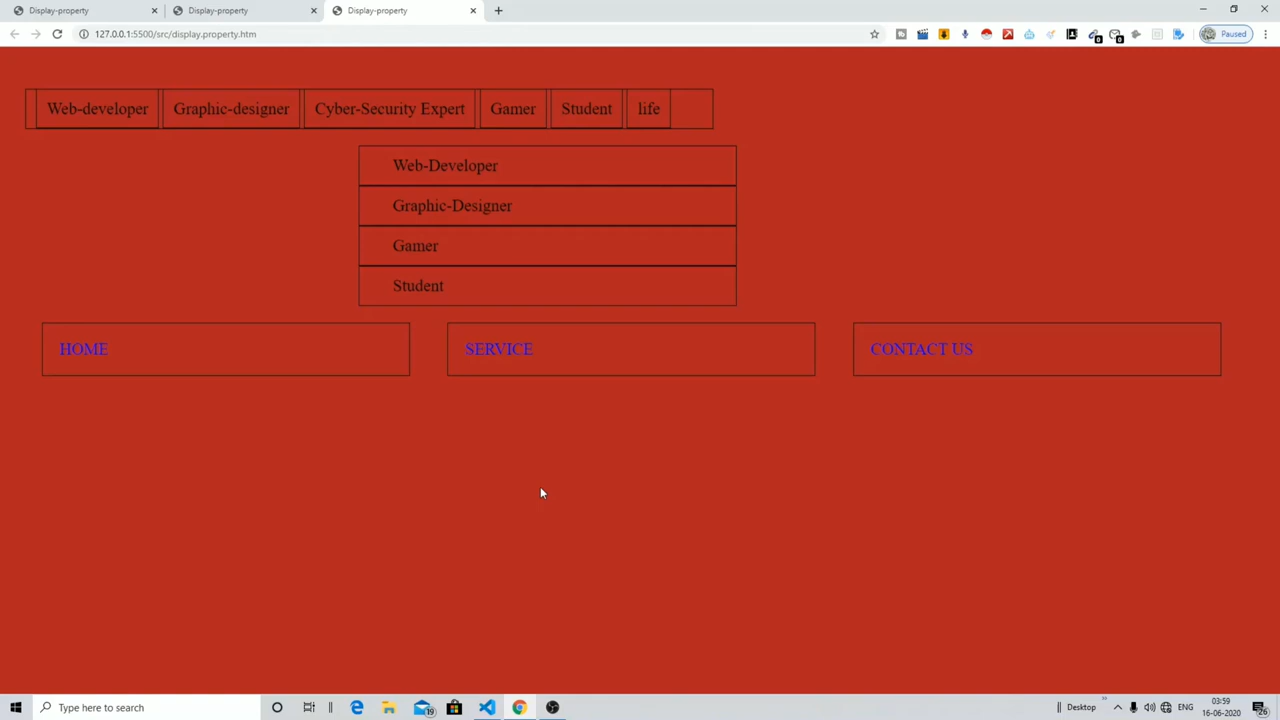 Display-property Display-property Display-property
127.0.0.1:5500/src/display.property.htm Paused
Web-developer Graphic-designer Cyber-Security Expert Gamer Student life
Web-Developer
Graphic-Designer
Gamer
Student
HOME SERVICE CONTACT US
Type here to search 19 Desktop ENG 03:59
16-06-2020 26